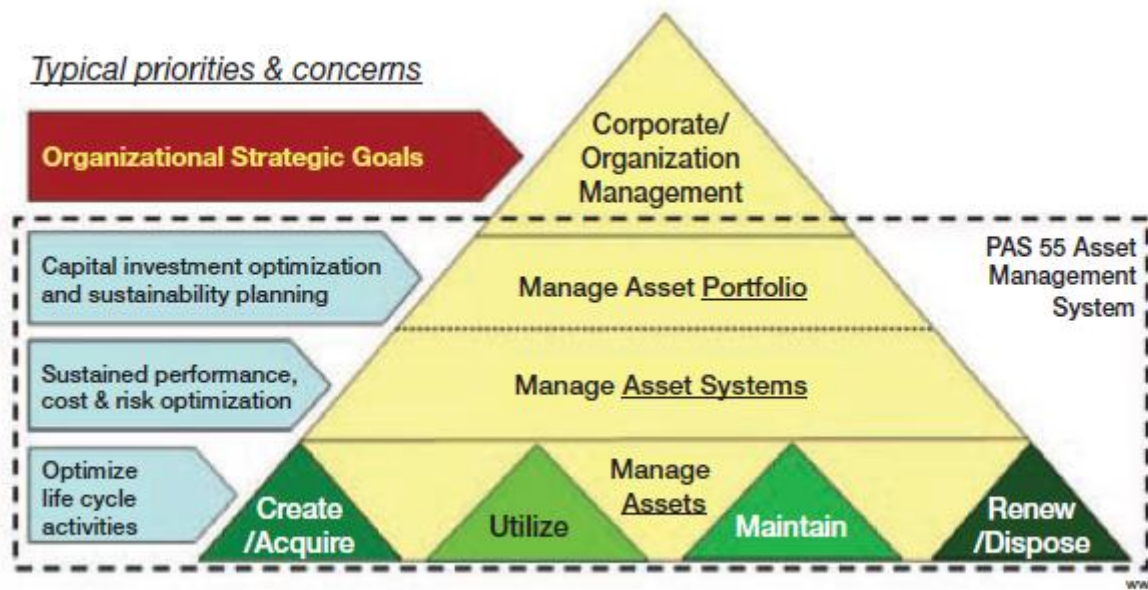 Typical priorities & concerns
Organizational Strategic Goals
Corporate/
Organization
Management
PAS 55 Asset
Management
System
Capital investment optimization
and sustainability planning
Manage Asset Portfolio
Sustained performance,
cost & risk optimization
Manage Asset Systems
Optimize
life cycle
activities
Manage
Assets
Create
/Acquire
Utilize
Maintain
Renew
/Dispose